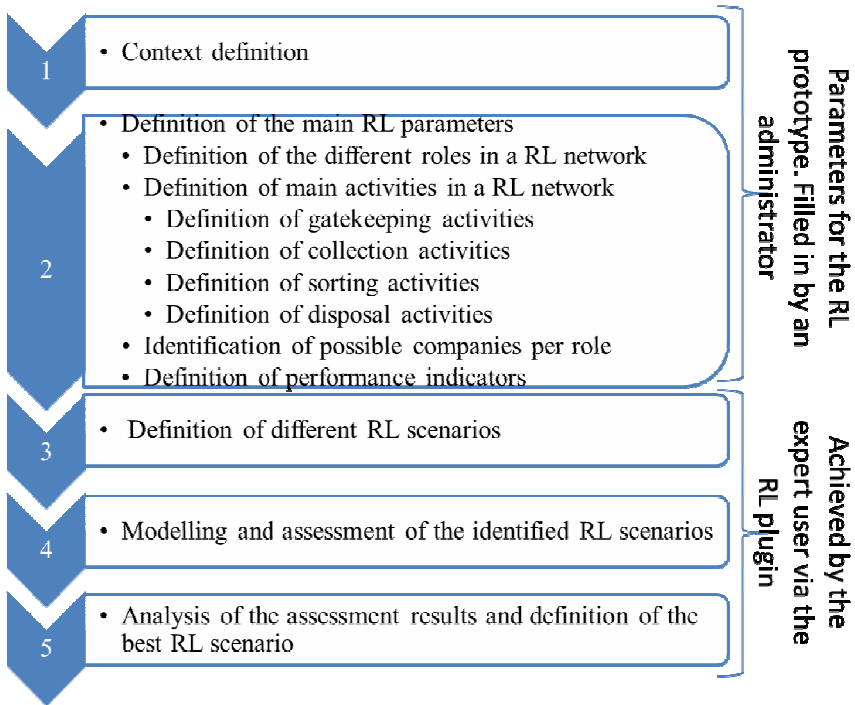 1
• Context definition
2
• Definition of the main RL parameters
• Definition of the different roles in a RL network
• Definition of main activities in a RL network
• Definition of gatekeeping activities
• Definition of collection activities
• Definition of sorting activities
• Definition of disposal activities
• Identification of possible companies per role
• Definition of performance indicators
Parameters for the RL
prototype. Filled in by an
administrator
3
• Definition of different RL scenarios
4
• Modelling and assessment of the identified RL scenarios
5
• Analysis of the assessment results and definition of the
best RL scenario
Achieved by the
expert user via the
RL plugin